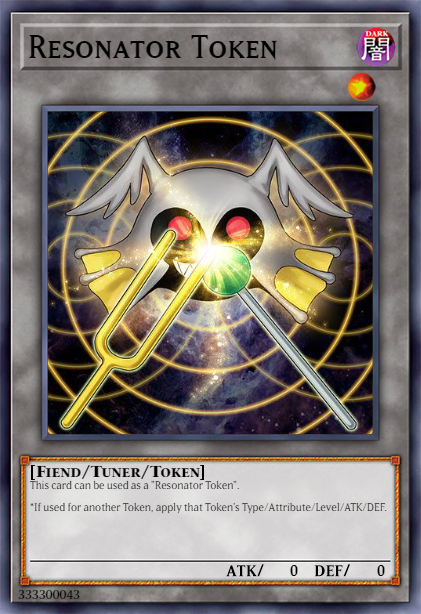 Resonator Token
DARK
闇
[Fiend/Tuner/Token]
This card can be used as a "Resonator Token".
*If used for another Token, apply that Token's Type/Attribute/Level/ATK/DEF.
ATK/ 0 DEF/ 0
333300043